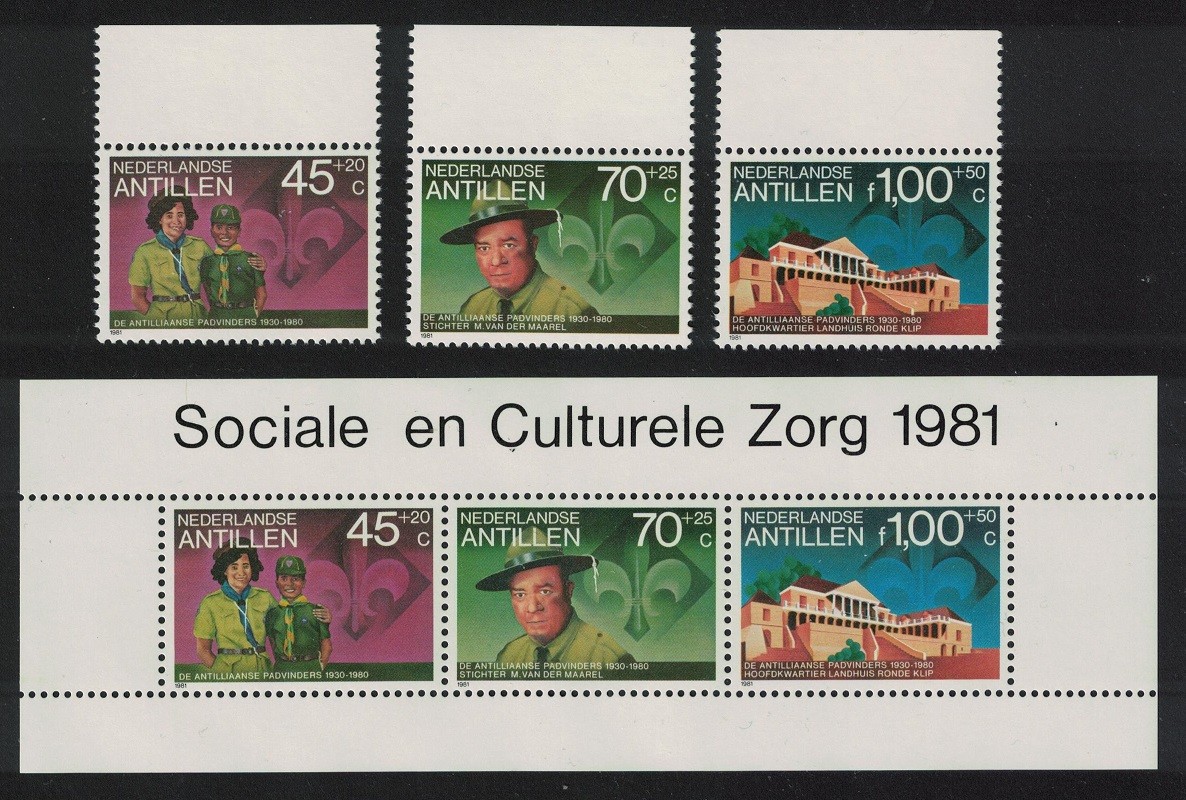 NEDERLANDSE
ANTILLEN 45+20 C
DE ANTILLIAANSE PADVINDERS 1930-1980
1981
NEDERLANDSE
ANTILLEN 70+25 C
DE ANTILLIAANSE PADVINDERS 1930-1980
STICHTER M. VAN DER MAAREL
1981
NEDERLANDSE
ANTILLEN f1,00+50 C
DE ANTILLIAANSE PADVINDERS 1930-1980
HOOFDKWARTIER LANDHUIS RONDE KLIP
1981
Sociale en Culturele Zorg 1981
NEDERLANDSE
ANTILLEN 45+20 C
DE ANTILLIAANSE PADVINDERS 1930-1980
1981
NEDERLANDSE
ANTILLEN 70+25 C
DE ANTILLIAANSE PADVINDERS 1930-1980
STICHTER M. VAN DER MAAREL
1981
NEDERLANDSE
ANTILLEN f1,00+50 C
DE ANTILLIAANSE PADVINDERS 1930-1980
HOOFDKWARTIER LANDHUIS RONDE KLIP
1981